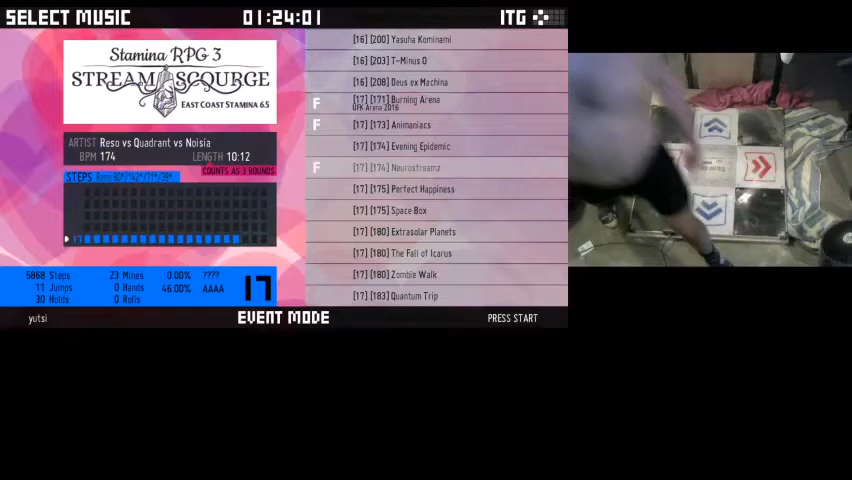 SELECT MUSIC
01:24:01
ITG
Stamina RPG 3
STREAM SCOURGE
EAST COAST STAMINA 6.5
ARTIST Reso vs Quadrant vs Noisia
BPM 174
LENGTH 10:12
COUNTS AS 3 ROUNDS
STEPS
17
5868 Steps
23 Mines
0.00% ????
11 Jumps
0 Hands
46.00% AAAA
30 Holds
0 Rolls
17
[16] [200] Yasuha Kominami
[16] [203] T-Minus 0
[16] [208] Deus ex Machina
F [17] [171] Burning Arena
DFK Arena 2016
F [17] [173] Animaniacs
[17] [174] Evening Epidemic
F [17] [174] Neurostreamz
[17] [175] Perfect Happiness
[17] [175] Space Box
[17] [180] Extrasolar Planets
[17] [180] The Fall of Icarus
[17] [180] Zombie Walk
[17] [183] Quantum Trip
yutsi
EVENT MODE
PRESS START